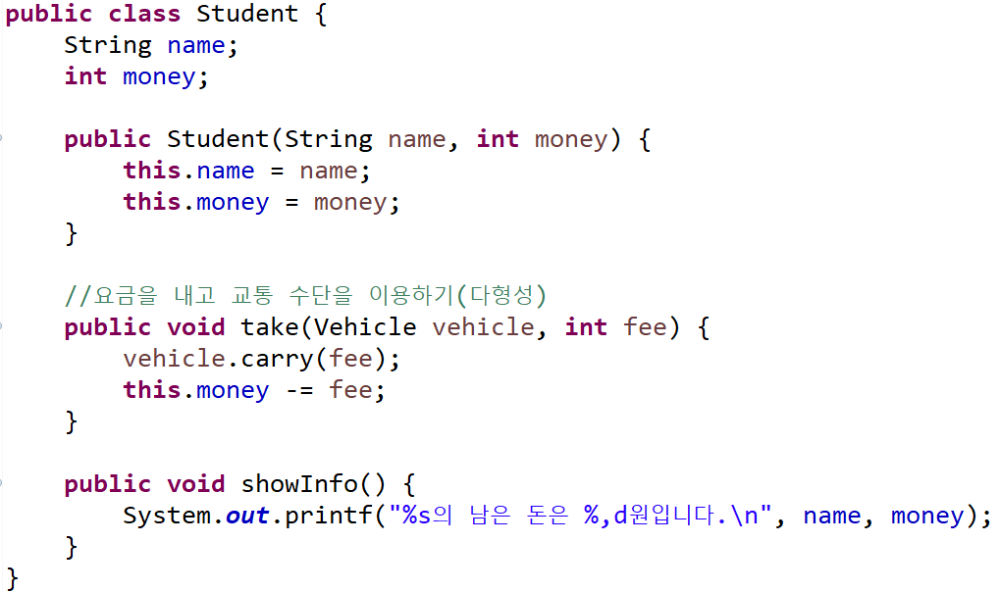 public class Student {
    String name;
    int money;

    public Student(String name, int money) {
        this.name = name;
        this.money = money;
    }

    //요금을 내고 교통 수단을 이용하기(다형성)
    public void take(Vehicle vehicle, int fee) {
        vehicle.carry(fee);
        this.money -= fee;
    }

    public void showInfo() {
        System.out.printf("%s의 남은 돈은 %,d원입니다.\n", name, money);
    }
}